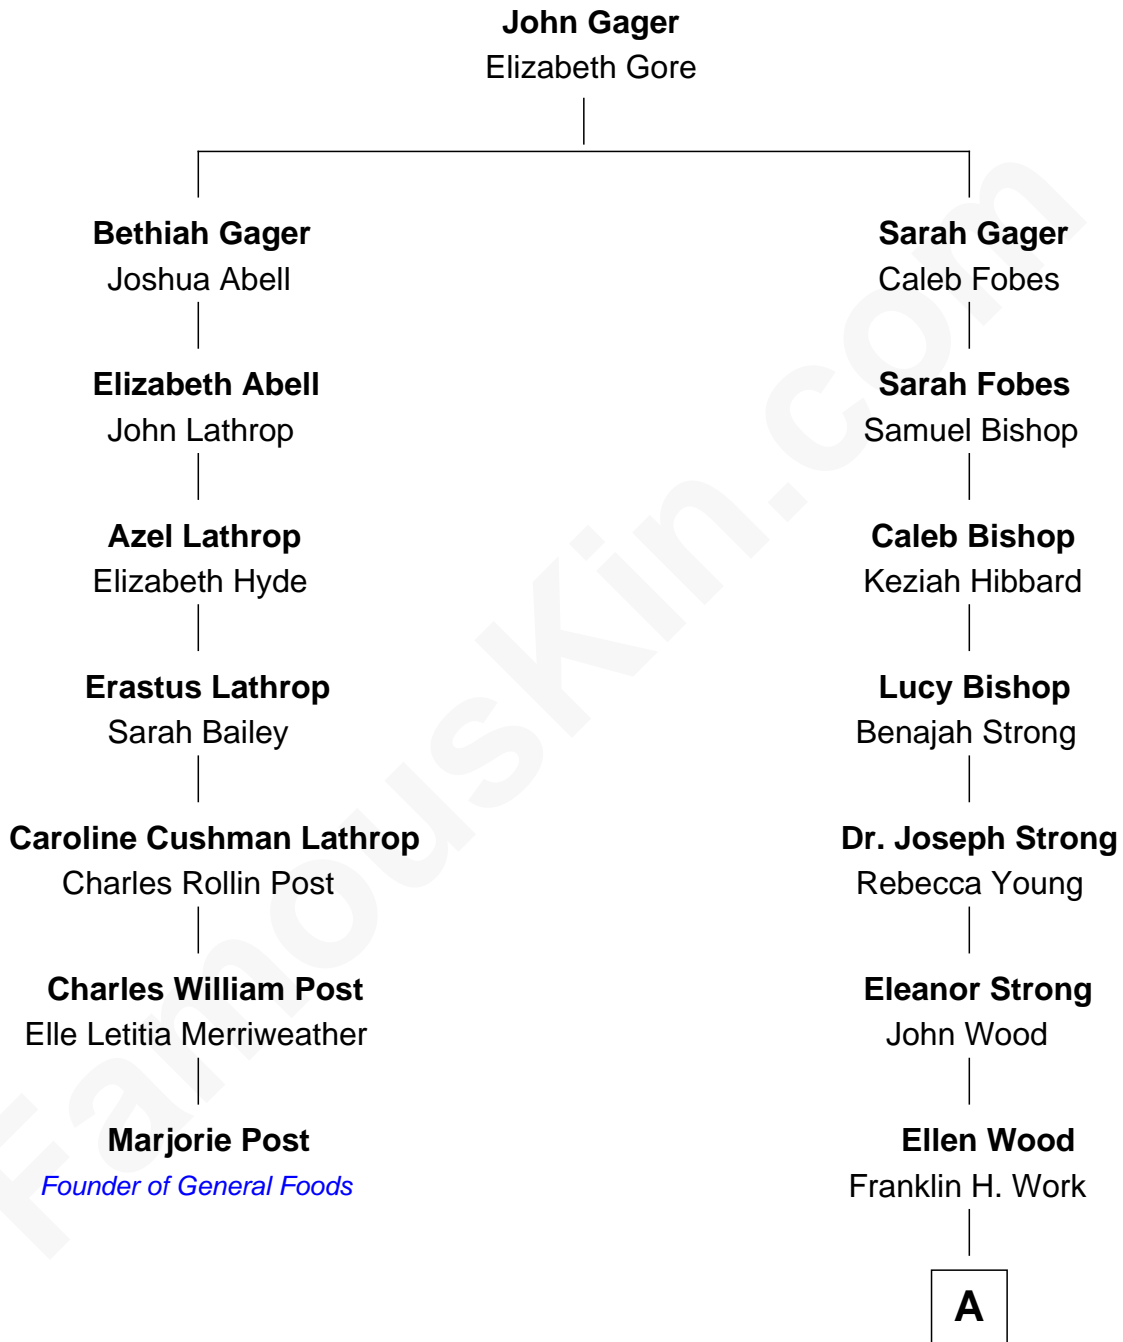 John Gager
Elizabeth Gore
Bethiah Gager
Joshua Abell
Elizabeth Abell
John Lathrop
Azel Lathrop
Elizabeth Hyde
Erastus Lathrop
Sarah Bailey
Caroline Cushman Lathrop
Charles Rollin Post
Charles William Post
Elle Letitia Merriweather
Marjorie Post
Founder of General Foods
Sarah Gager
Caleb Fobes
Sarah Fobes
Samuel Bishop
Caleb Bishop
Keziah Hibbard
Lucy Bishop
Benajah Strong
Dr. Joseph Strong
Rebecca Young
Eleanor Strong
John Wood
Ellen Wood
Franklin H. Work
A
FamousKin.com